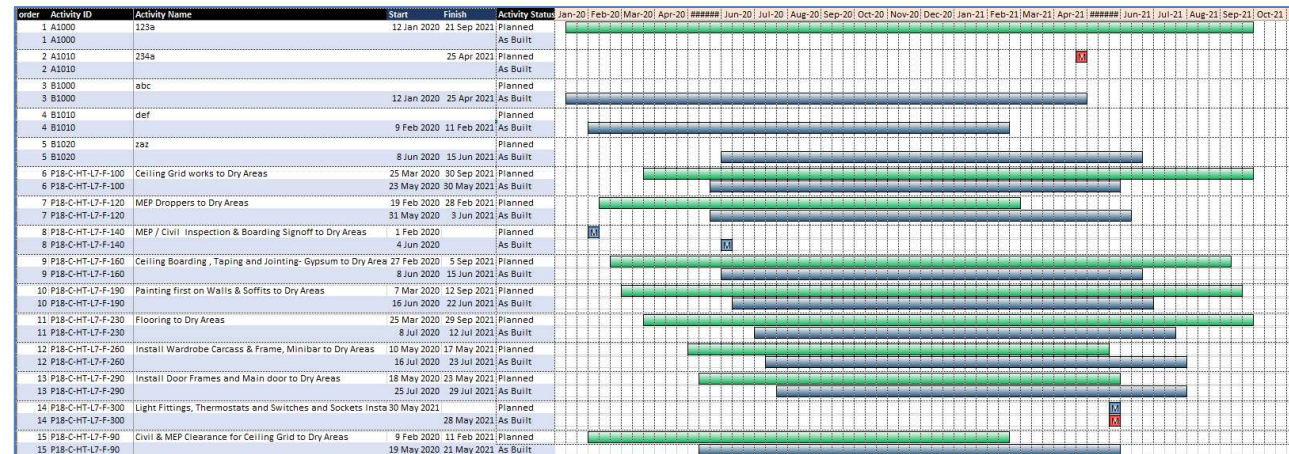 order Activity ID Activity Name Start Finish Activity Status Jan-20 Feb-20 Mar-20 Apr-20 ###### Jun-20 Jul-20 Aug-20 Sep-20 Oct-20 Nov-20 Dec-20 Jan-21 Feb-21 Mar-21 Apr-21 ###### Jun-21 Jul-21 Aug-21 Sep-21 Oct-21
1 A1000 123a 12 Jan 2020 21 Sep 2021 Planned
1 A1000 As Built
2 A1010 234a 25 Apr 2021 Planned M
2 A1010 As Built
3 B1000 abc Planned
3 B1000 12 Jan 2020 25 Apr 2021 As Built
4 B1010 def Planned
4 B1010 9 Feb 2020 11 Feb 2021 As Built
5 B1020 zaz Planned
5 B1020 8 Jun 2020 15 Jun 2021 As Built
6 P18-C-HT-L7-F-100 Ceiling Grid works to Dry Areas 25 Mar 2020 30 Sep 2021 Planned
6 P18-C-HT-L7-F-100 23 May 2020 30 May 2021 As Built
7 P18-C-HT-L7-F-120 MEP Droppers to Dry Areas 19 Feb 2020 28 Feb 2021 Planned
7 P18-C-HT-L7-F-120 31 May 2020 3 Jun 2021 As Built
8 P18-C-HT-L7-F-140 MEP / Civil Inspection & Boarding Signoff to Dry Areas 1 Feb 2020 Planned M
8 P18-C-HT-L7-F-140 4 Jun 2020 As Built M
9 P18-C-HT-L7-F-160 Ceiling Boarding , Taping and Jointing- Gypsum to Dry Area 27 Feb 2020 5 Sep 2021 Planned
9 P18-C-HT-L7-F-160 8 Jun 2020 15 Jun 2021 As Built
10 P18-C-HT-L7-F-190 Painting first on Walls & Soffits to Dry Areas 7 Mar 2020 12 Sep 2021 Planned
10 P18-C-HT-L7-F-190 16 Jun 2020 22 Jun 2021 As Built
11 P18-C-HT-L7-F-230 Flooring to Dry Areas 25 Mar 2020 29 Sep 2021 Planned
11 P18-C-HT-L7-F-230 8 Jul 2020 12 Jul 2021 As Built
12 P18-C-HT-L7-F-260 Install Wardrobe Carcass & Frame, Minibar to Dry Areas 10 May 2020 17 May 2021 Planned
12 P18-C-HT-L7-F-260 16 Jul 2020 23 Jul 2021 As Built
13 P18-C-HT-L7-F-290 Install Door Frames and Main door to Dry Areas 18 May 2020 23 May 2021 Planned
13 P18-C-HT-L7-F-290 25 Jul 2020 29 Jul 2021 As Built
14 P18-C-HT-L7-F-300 Light Fittings, Thermostats and Switches and Sockets Insta 30 May 2021 Planned M
14 P18-C-HT-L7-F-300 28 May 2021 As Built M
15 P18-C-HT-L7-F-90 Civil & MEP Clearance for Ceiling Grid to Dry Areas 9 Feb 2020 11 Feb 2021 Planned
15 P18-C-HT-L7-F-90 19 May 2020 21 May 2021 As Built